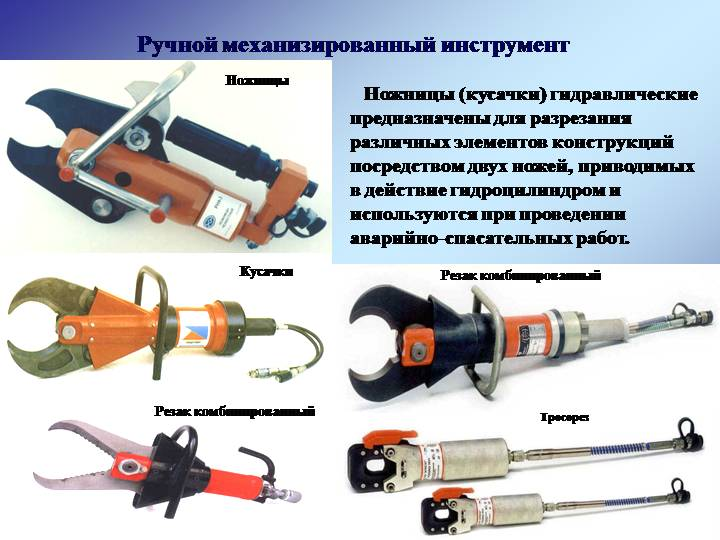 Ручной механизированный инструмент
Ножницы
Ножницы (кусачки) гидравлические
предназначены для разрезания
различных элементов конструкций
посредством двух ножей, приводимых
в действие гидроцилиндром и
используются при проведении
аварийно-спасательных работ.
Кусачки
Резак комбинированный
Резак комбинированный
Тросорез